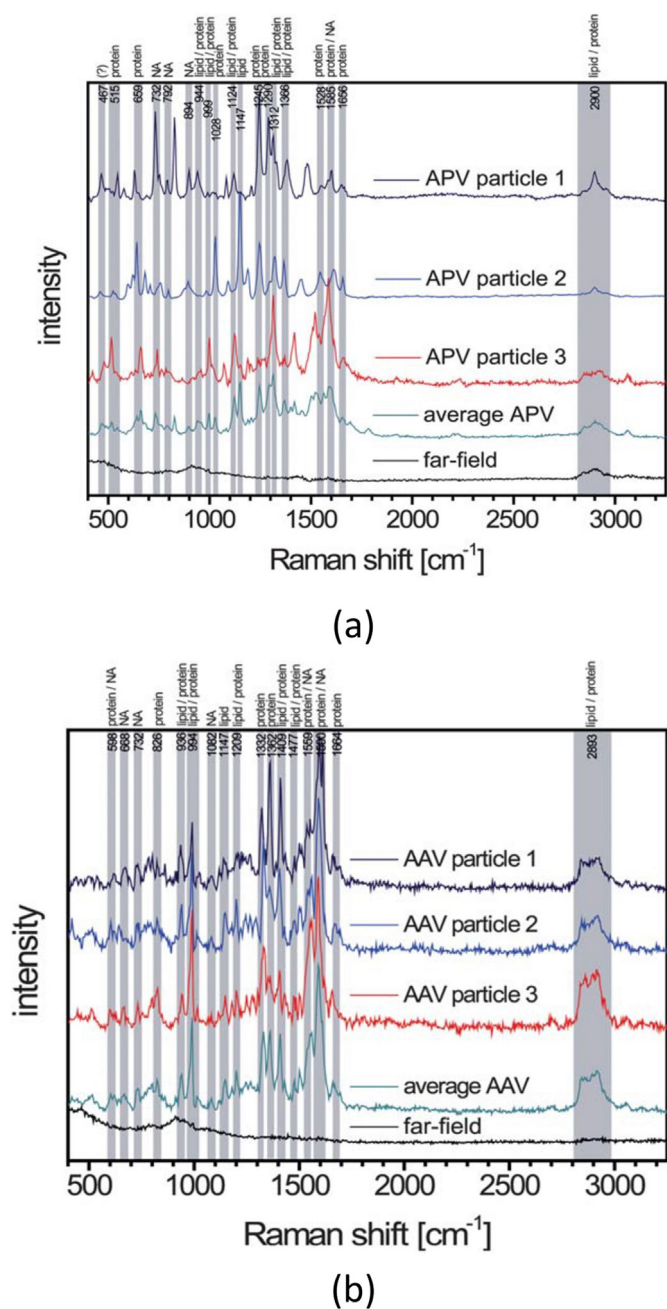 467 (?)
515 protein
659 protein
732 NA
792 NA
894 NA
944 lipid / protein
999 lipid / protein
1028 protein
1124 lipid / protein
1147 lipid
1245 protein
1290 protein
1312 lipid / protein
1366 lipid / protein
1528 protein
1585 protein / NA
1656 protein
2900 lipid / protein
APV particle 1
APV particle 2
APV particle 3
average APV
far-field
intensity
500 1000 1500 2000 2500 3000
Raman shift [cm⁻¹]
(a)
598 protein / NA
668 NA
732 NA
826 protein
936 lipid / protein
994 lipid / protein
1082 NA
1147 lipid
1209 lipid / protein
1332 protein
1362 protein
1409 lipid / protein
1477 lipid / protein
1559 protein / NA
protein / NA
1664 protein
2893 lipid / protein
AAV particle 1
AAV particle 2
AAV particle 3
average AAV
far-field
intensity
500 1000 1500 2000 2500 3000
Raman shift [cm⁻¹]
(b)